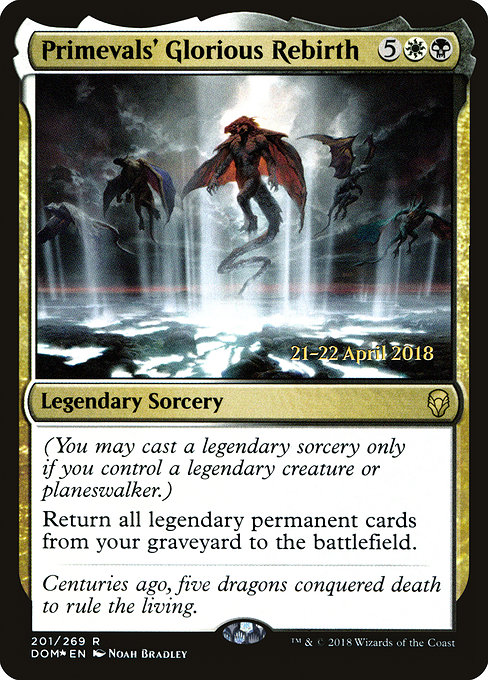 Primevals' Glorious Rebirth 5
21–22 April 2018
Legendary Sorcery
(You may cast a legendary sorcery only
if you control a legendary creature or
planeswalker.)
Return all legendary permanent cards
from your graveyard to the battlefield.
Centuries ago, five dragons conquered death
to rule the living.
201/269 R
DOM★EN Noah Bradley
™ & © 2018 Wizards of the Coast